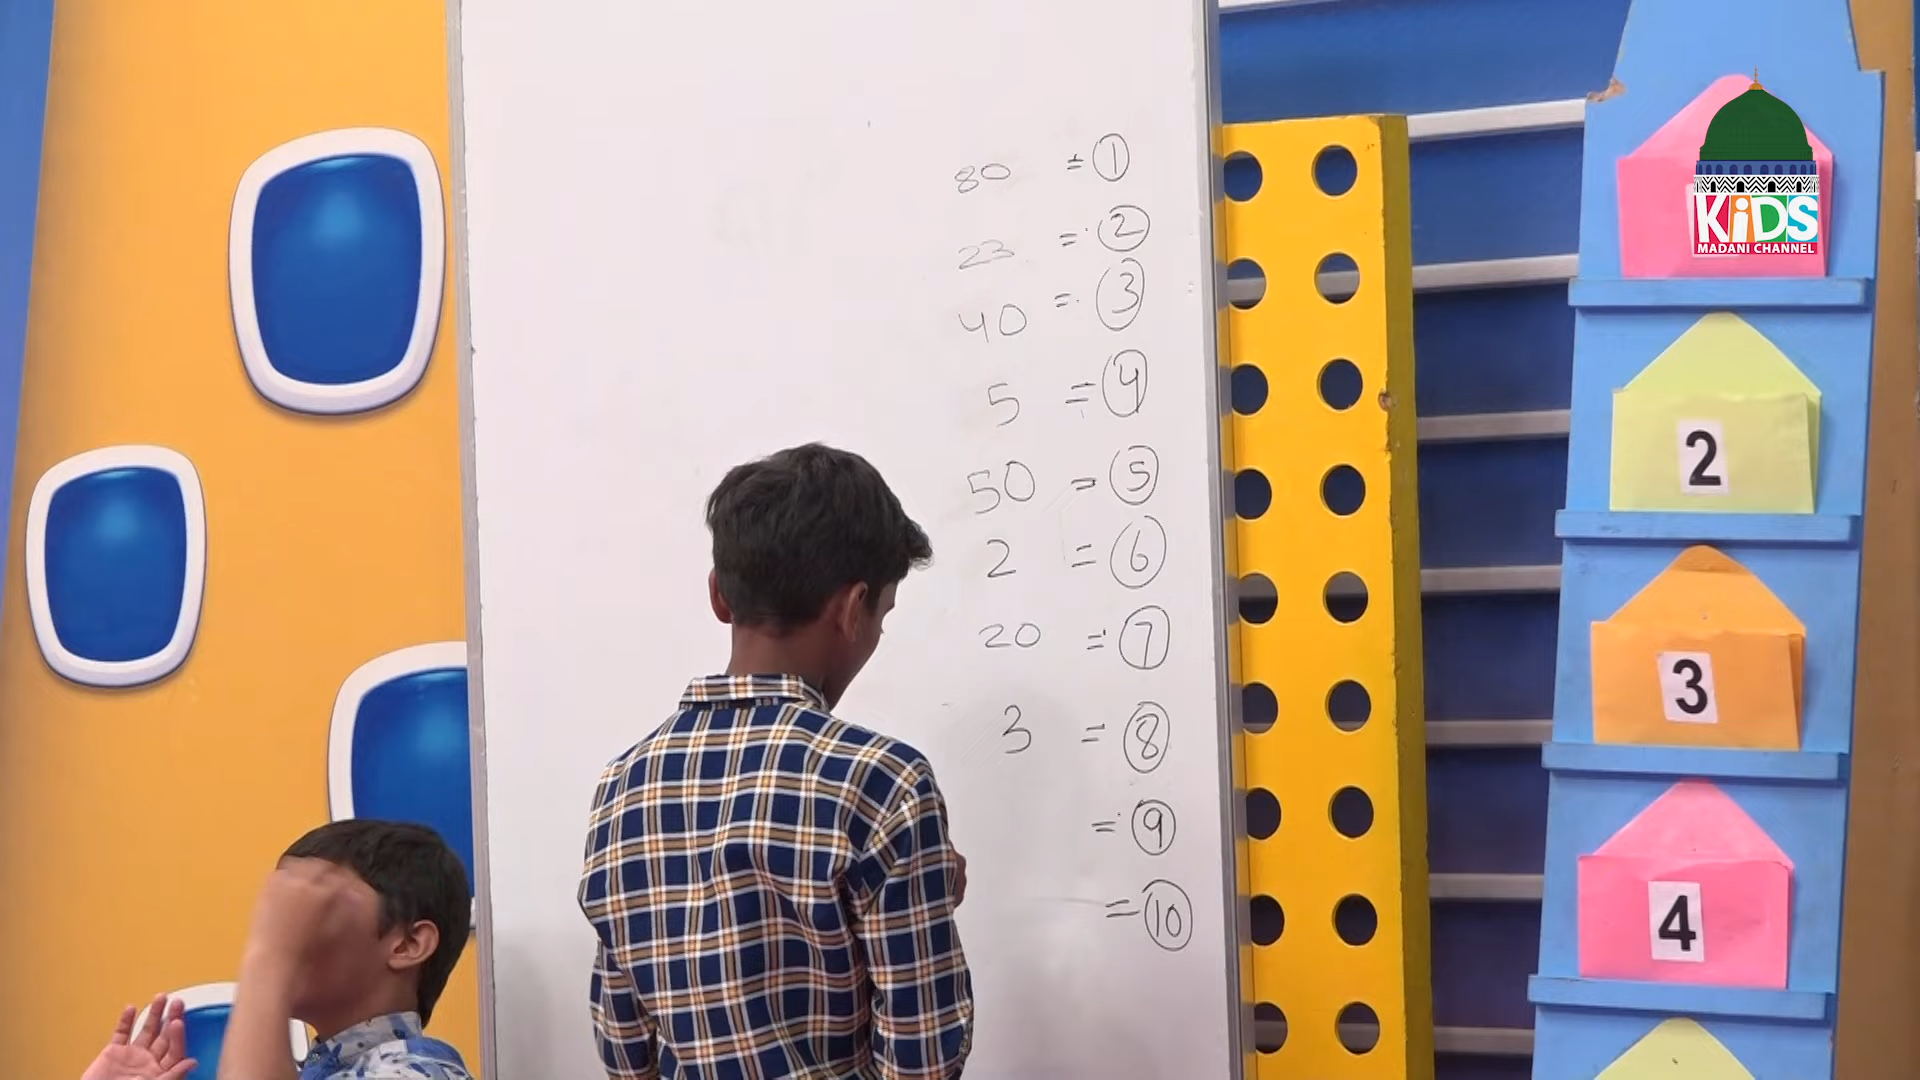 80 = 1
23 = 2
40 = 3
5 = 4
50 = 5
2 = 6
20 = 7
3 = 8
= 9
= 10
KiDS
MADANI CHANNEL
2
3
4